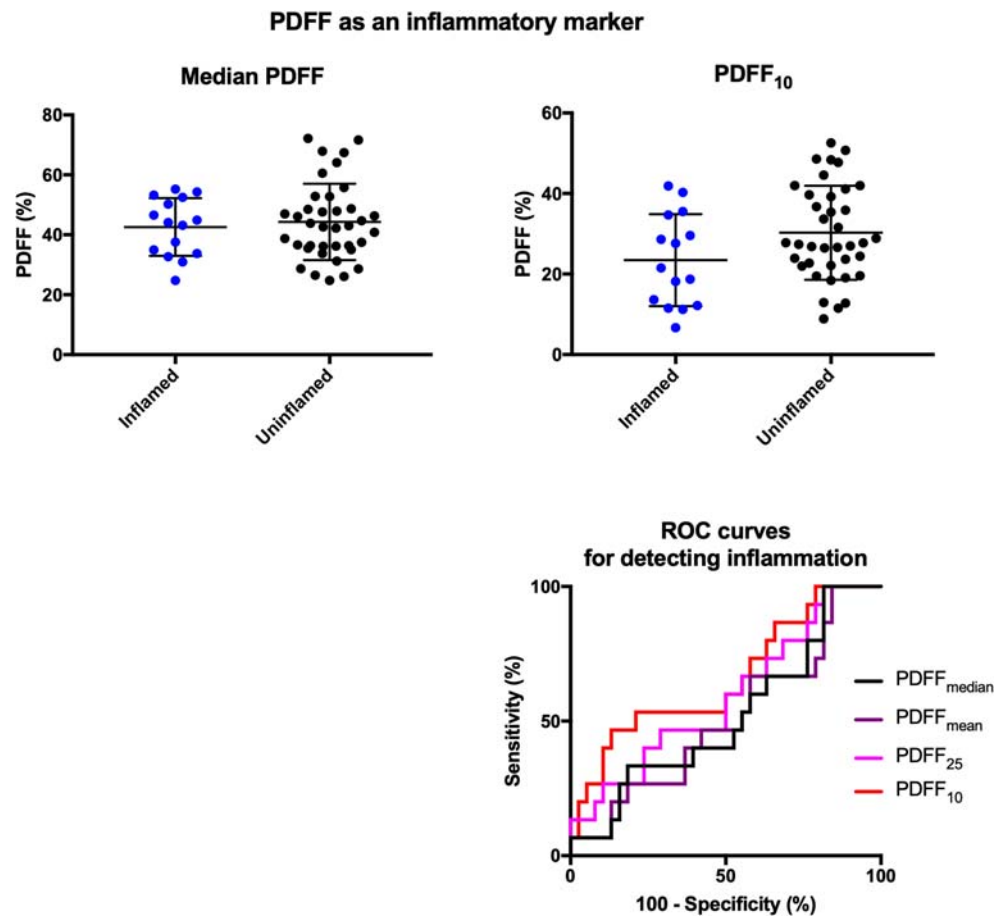 PDFF as an inflammatory marker
Median PDFF
80
60
40
20
0
PDFF (%)
Inflamed
Uninflamed
PDFF10
60
40
20
0
PDFF (%)
Inflamed
Uninflamed
ROC curves
for detecting inflammation
100
50
0
Sensitivity (%)
0 50 100
100 - Specificity (%)
PDFFmedian
PDFFmean
PDFF25
PDFF10